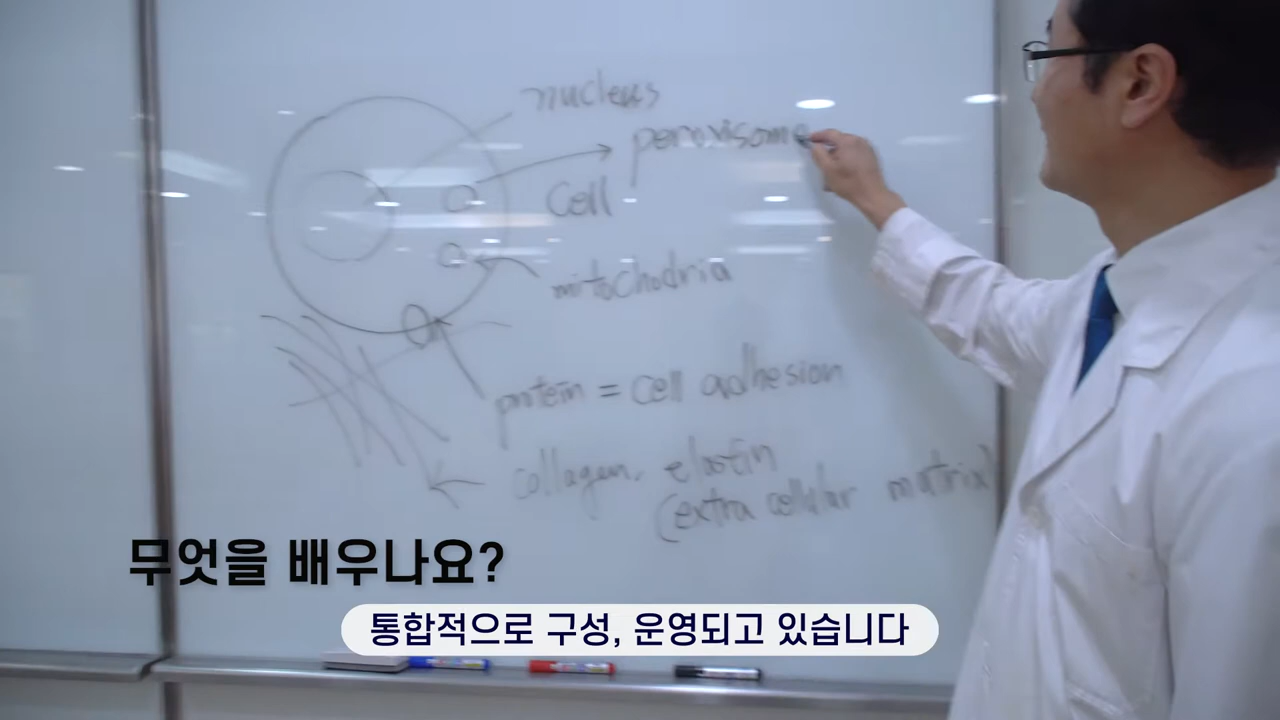 nucleus
peroxisome
Cell
mitochodria
protein = cell adhesion
collagen, elastin
(extra cellular matrix)
무엇을 배우나요?
통합적으로 구성, 운영되고 있습니다